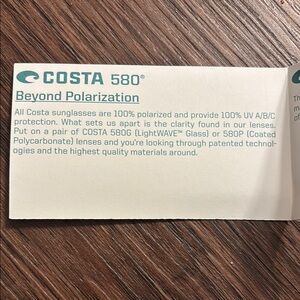 COSTA 580®
Beyond Polarization
All Costa sunglasses are 100% polarized and provide 100% UV A/B/C
protection. What sets us apart is the clarity found in our lenses.
Put on a pair of COSTA 580G (LightWAVE™ Glass) or 580P (Coated
Polycarbonate) lenses and you're looking through patented technol-
ogies and the highest quality materials around.